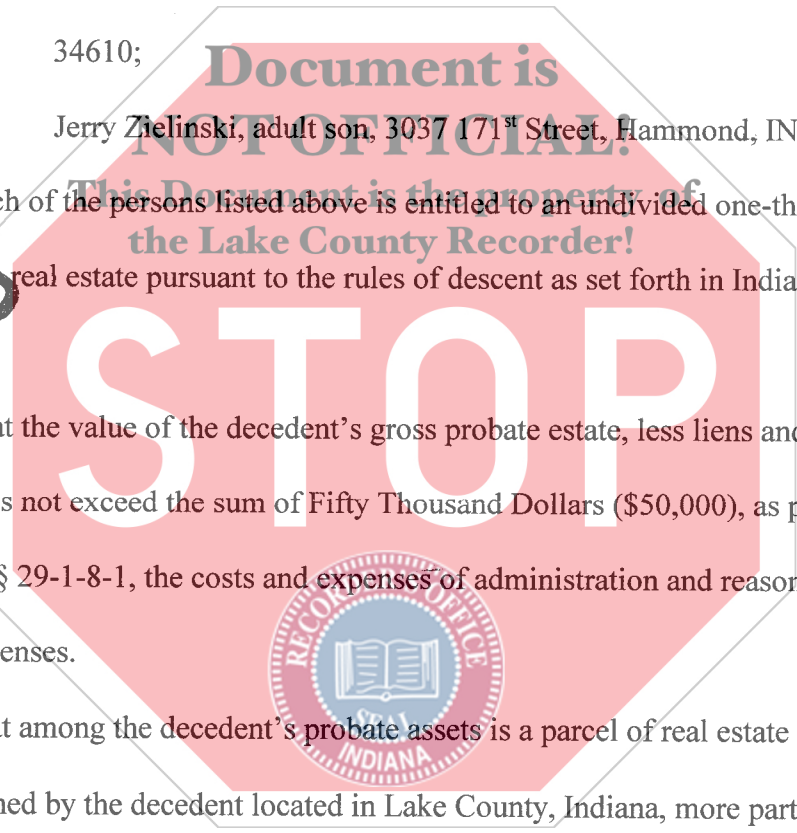 34610;
Document is
Jerry Zielinski, adult son, 3037 171st Street, Hammond, IN
NOT OFFICIAL!
This Document is the property of
ch of the persons listed above is entitled to an undivided one-th
the Lake County Recorder!
real estate pursuant to the rules of descent as set forth in India
STOP
at the value of the decedent's gross probate estate, less liens and
s not exceed the sum of Fifty Thousand Dollars ($50,000), as p
§ 29-1-8-1, the costs and expenses of administration and reason
RECORDER'S OFFICE
enses.
SEAL
at among the decedent's probate assets is a parcel of real estate
INDIANA
ned by the decedent located in Lake County, Indiana, more part